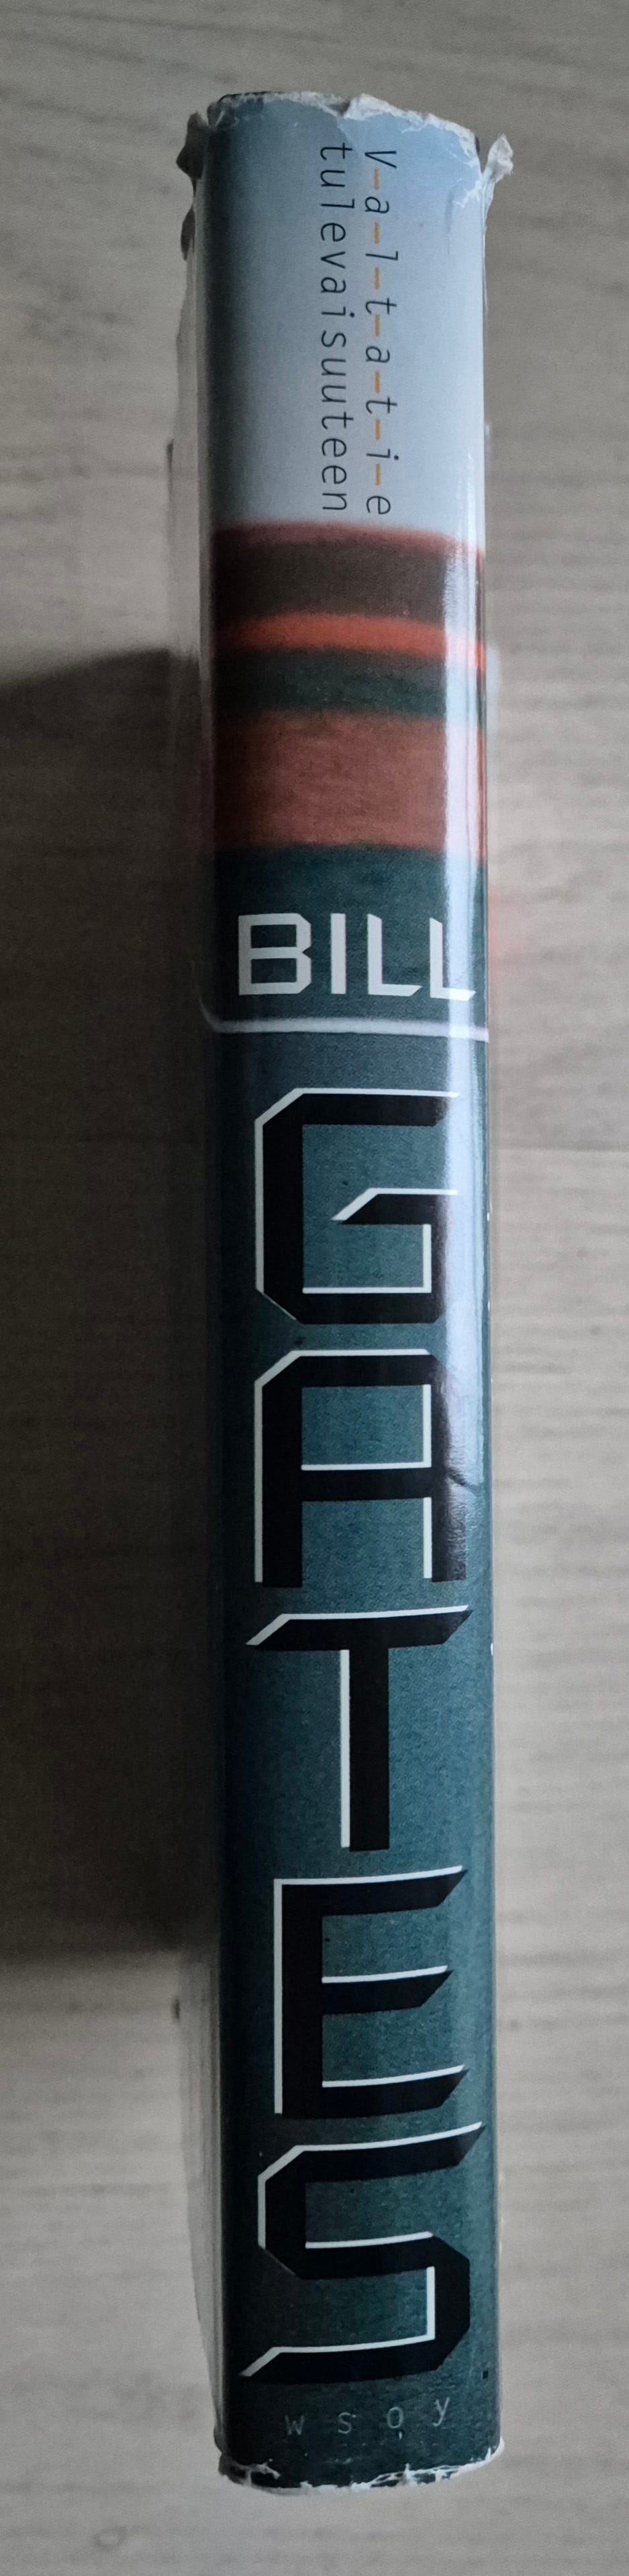 v-a-l-t-a-t-i-e
tulevaisuuteen
BILL
GATES
wsoy